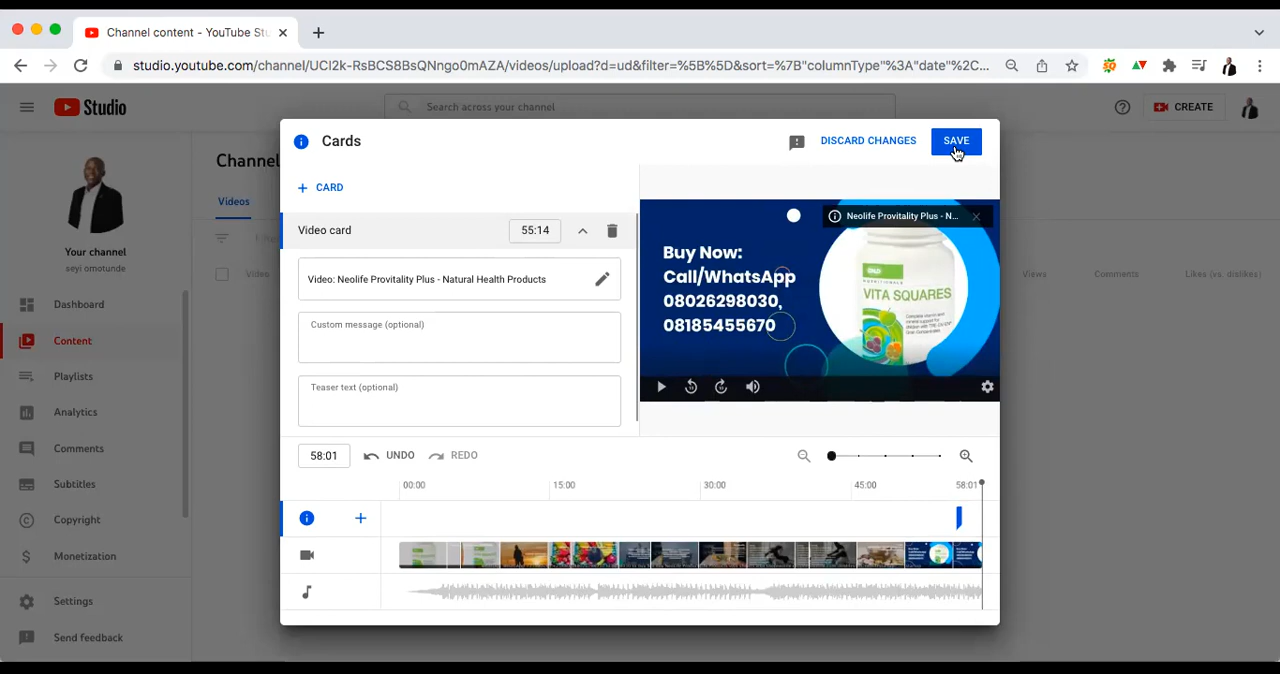 Channel content - YouTube Stu
studio.youtube.com/channel/UCI2k-RsBCS8BsQNngo0mAZA/videos/upload?d=ud&filter=%5B%5D&sort=%7B"columnType"%3A"date"%2C...
Studio
Search across your channel
CREATE
Your channel
seyi omotunde
Dashboard
Content
Playlists
Analytics
Comments
Subtitles
Copyright
Monetization
Settings
Send feedback
Channel
Videos
Video
Views
Comments
Likes (vs. dislikes)
Cards
DISCARD CHANGES
SAVE
+ CARD
Video card
55:14
Video: Neolife Provitality Plus - Natural Health Products
Custom message (optional)
Teaser text (optional)
Neolife Provitality Plus - N...
Buy Now:
Call/WhatsApp
08026298030,
08185455670
VITA SQUARES
58:01
UNDO
REDO
00:00
15:00
30:00
45:00
58:01